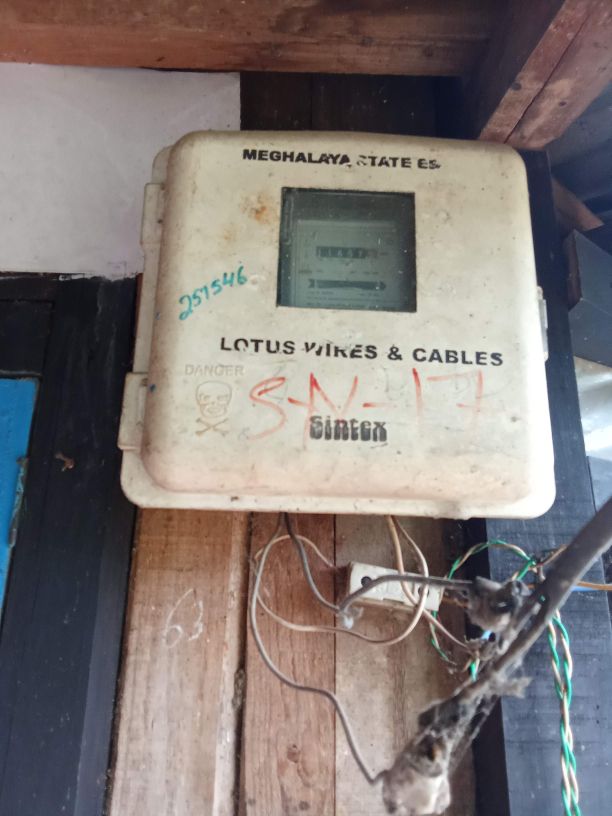 MEGHALAYA STATE EB
257546
LOTUS WIRES & CABLES
DANGER
S-N-17
Sintex
63